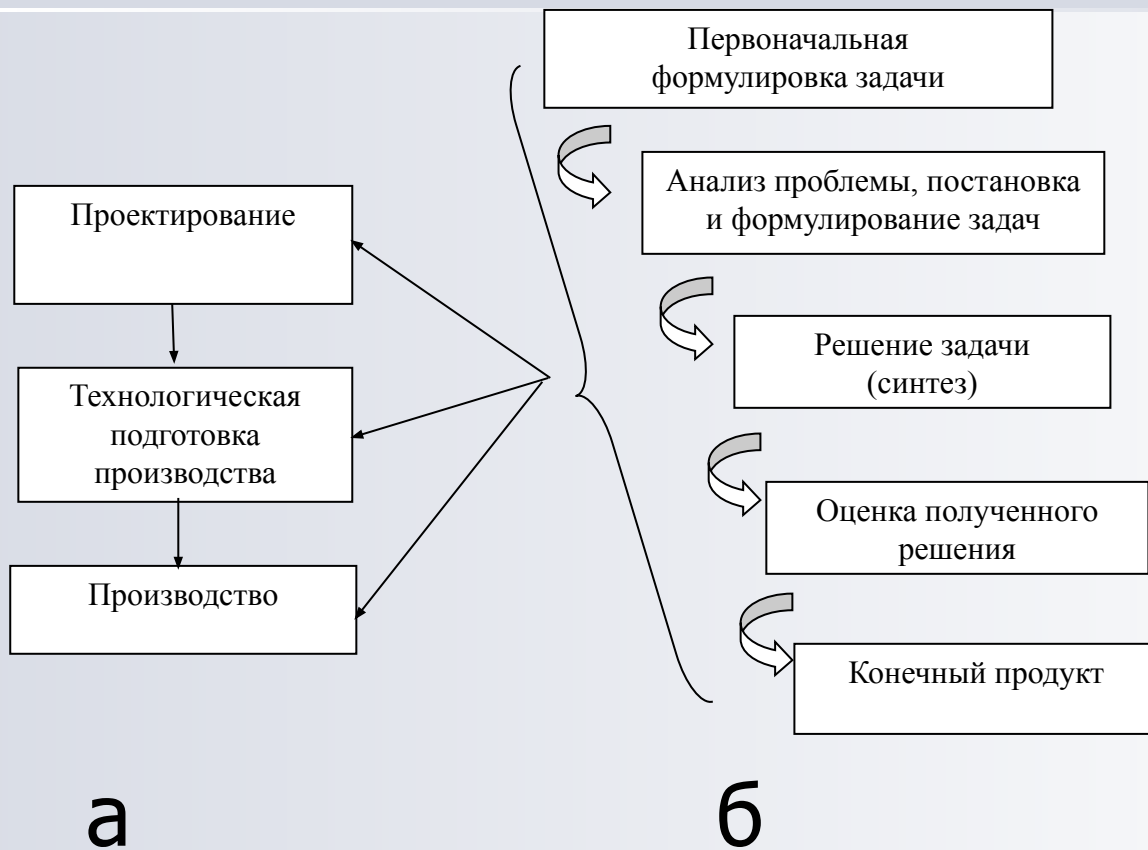 Первоначальная
формулировка задачи
Анализ проблемы, постановка
и формулирование задач
Проектирование
Решение задачи
(синтез)
Технологическая
подготовка
производства
Оценка полученного
решения
Производство
Конечный продукт
а
б